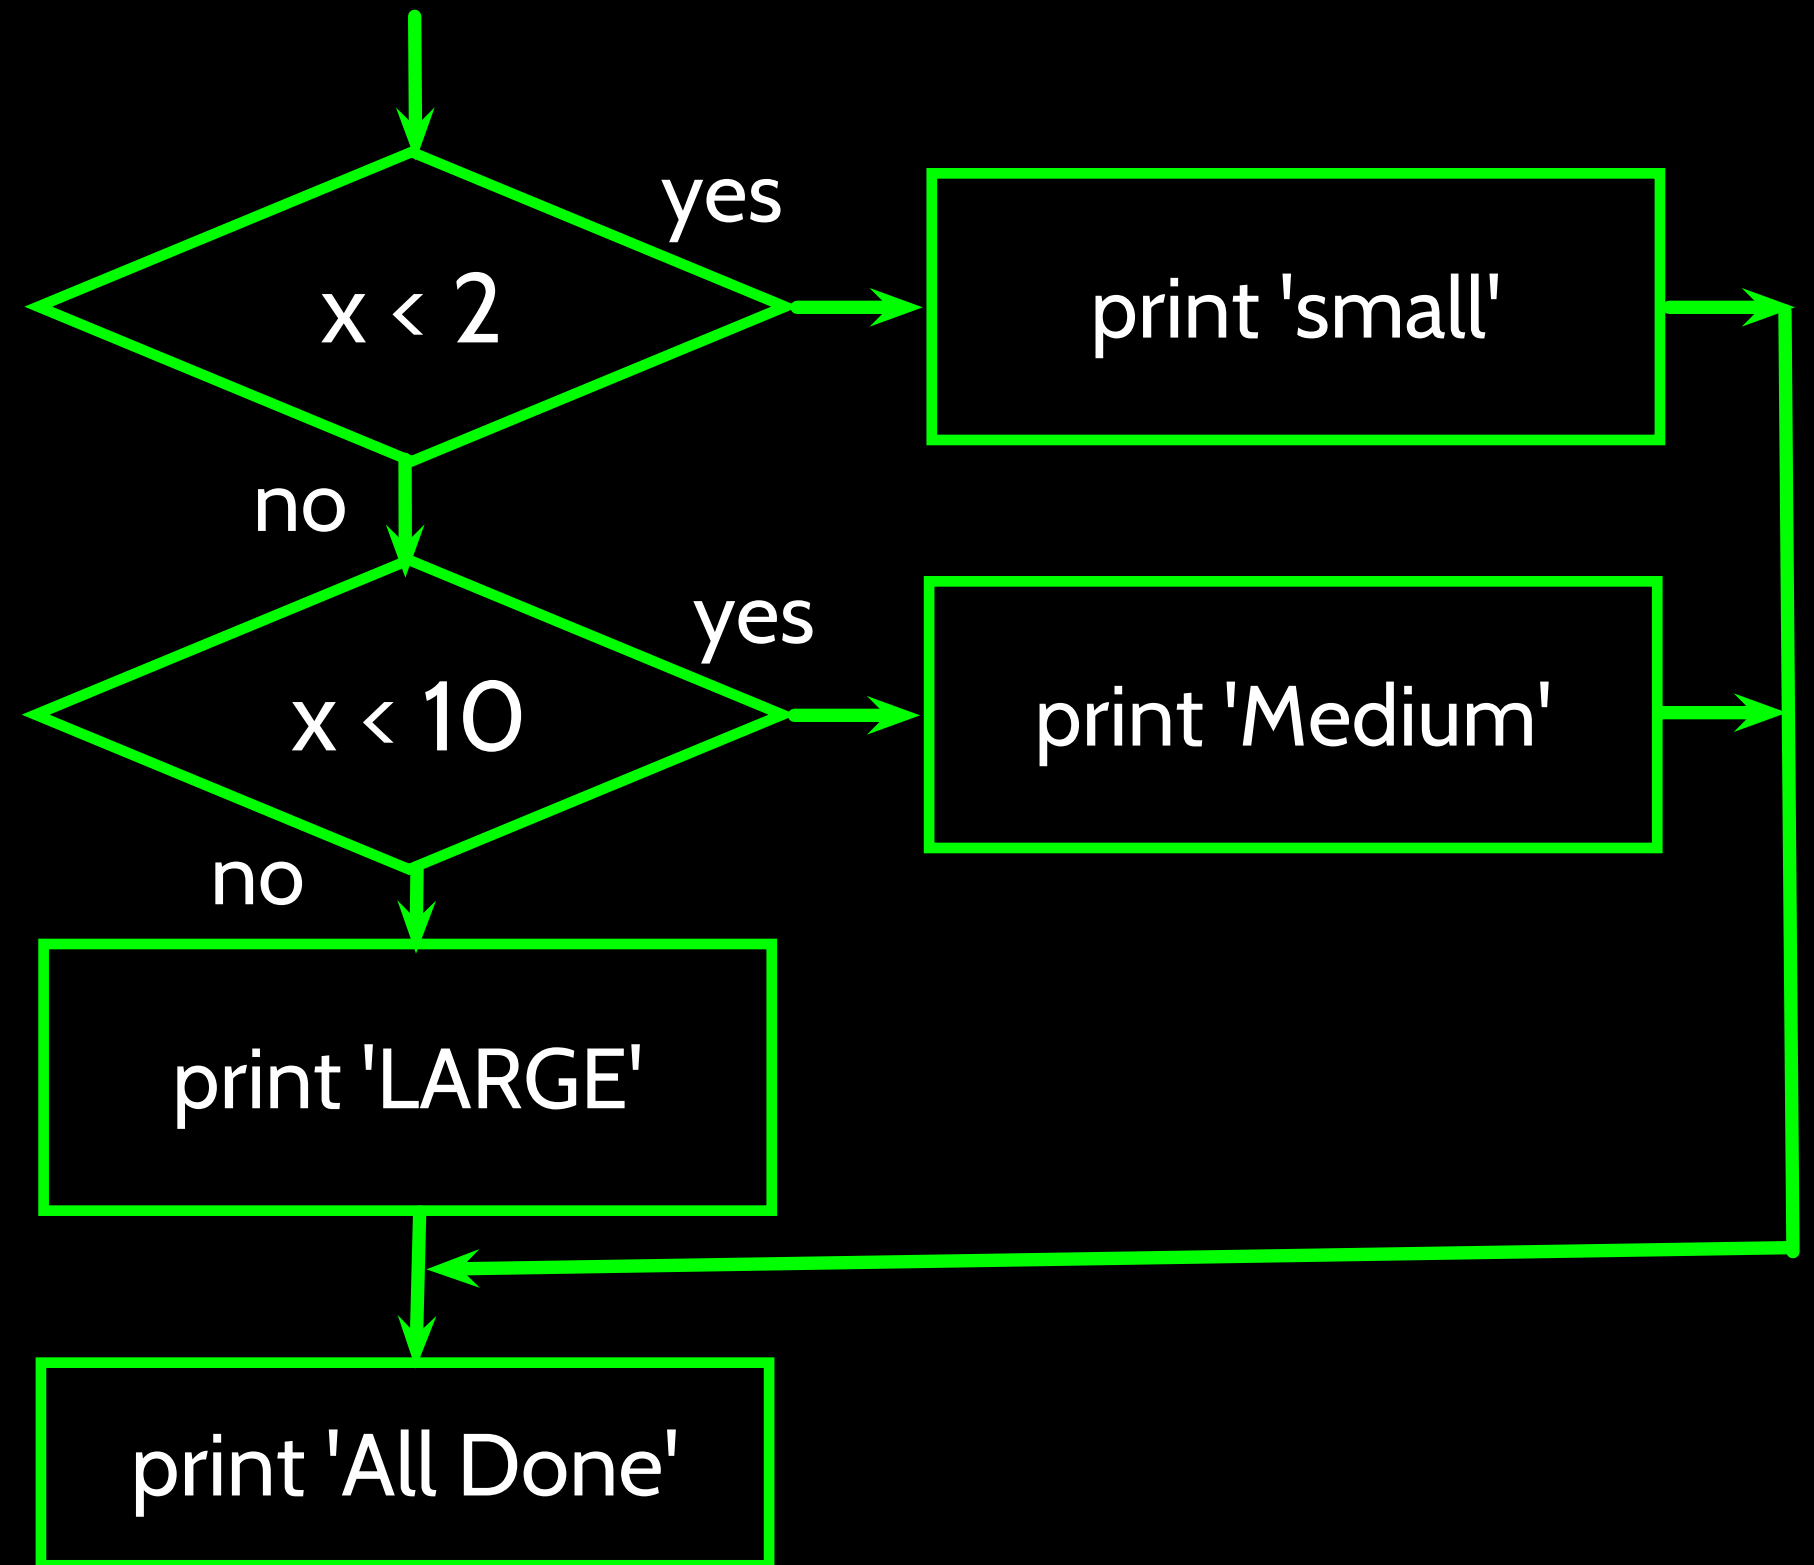 yes
x < 2
print 'small'
no
yes
x < 10
print 'Medium'
no
print 'LARGE'
print 'All Done'